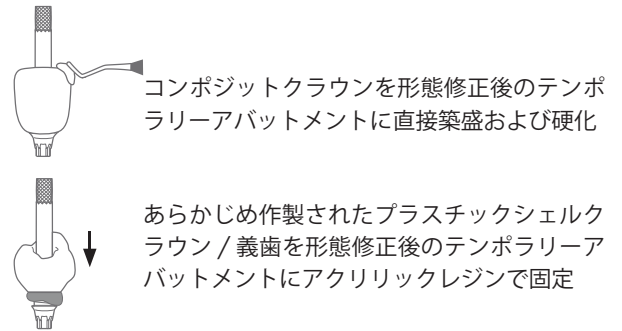 コンポジットクラウンを形態修正後のテンポ
ラリーアバットメントに直接築盛および硬化
あらかじめ作製されたプラスチックシェルク
ラウン / 義歯を形態修正後のテンポラリーア
バットメントにアクリリックレジンで固定